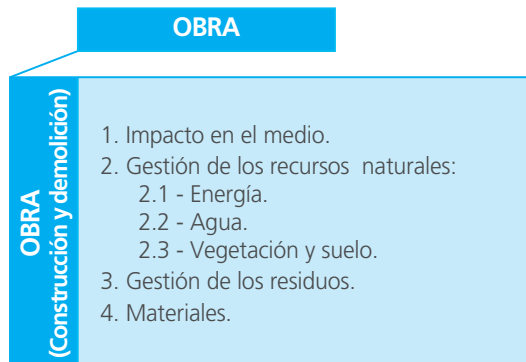 OBRA
OBRA
(Construcción y demolición)
1. Impacto en el medio.
2. Gestión de los recursos naturales:
2.1 - Energía.
2.2 - Agua.
2.3 - Vegetación y suelo.
3. Gestión de los residuos.
4. Materiales.